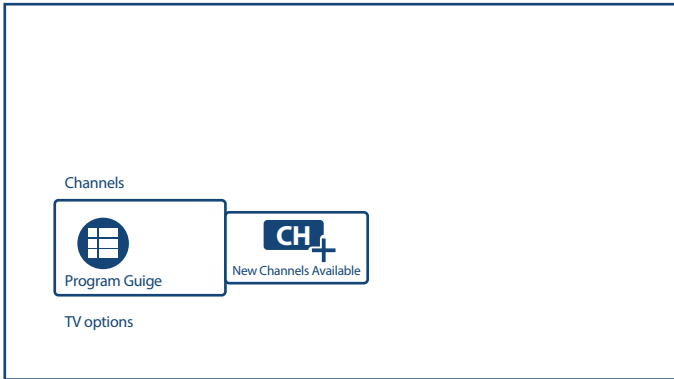 Channels
CH
Program Guige
New Channels Available
TV options